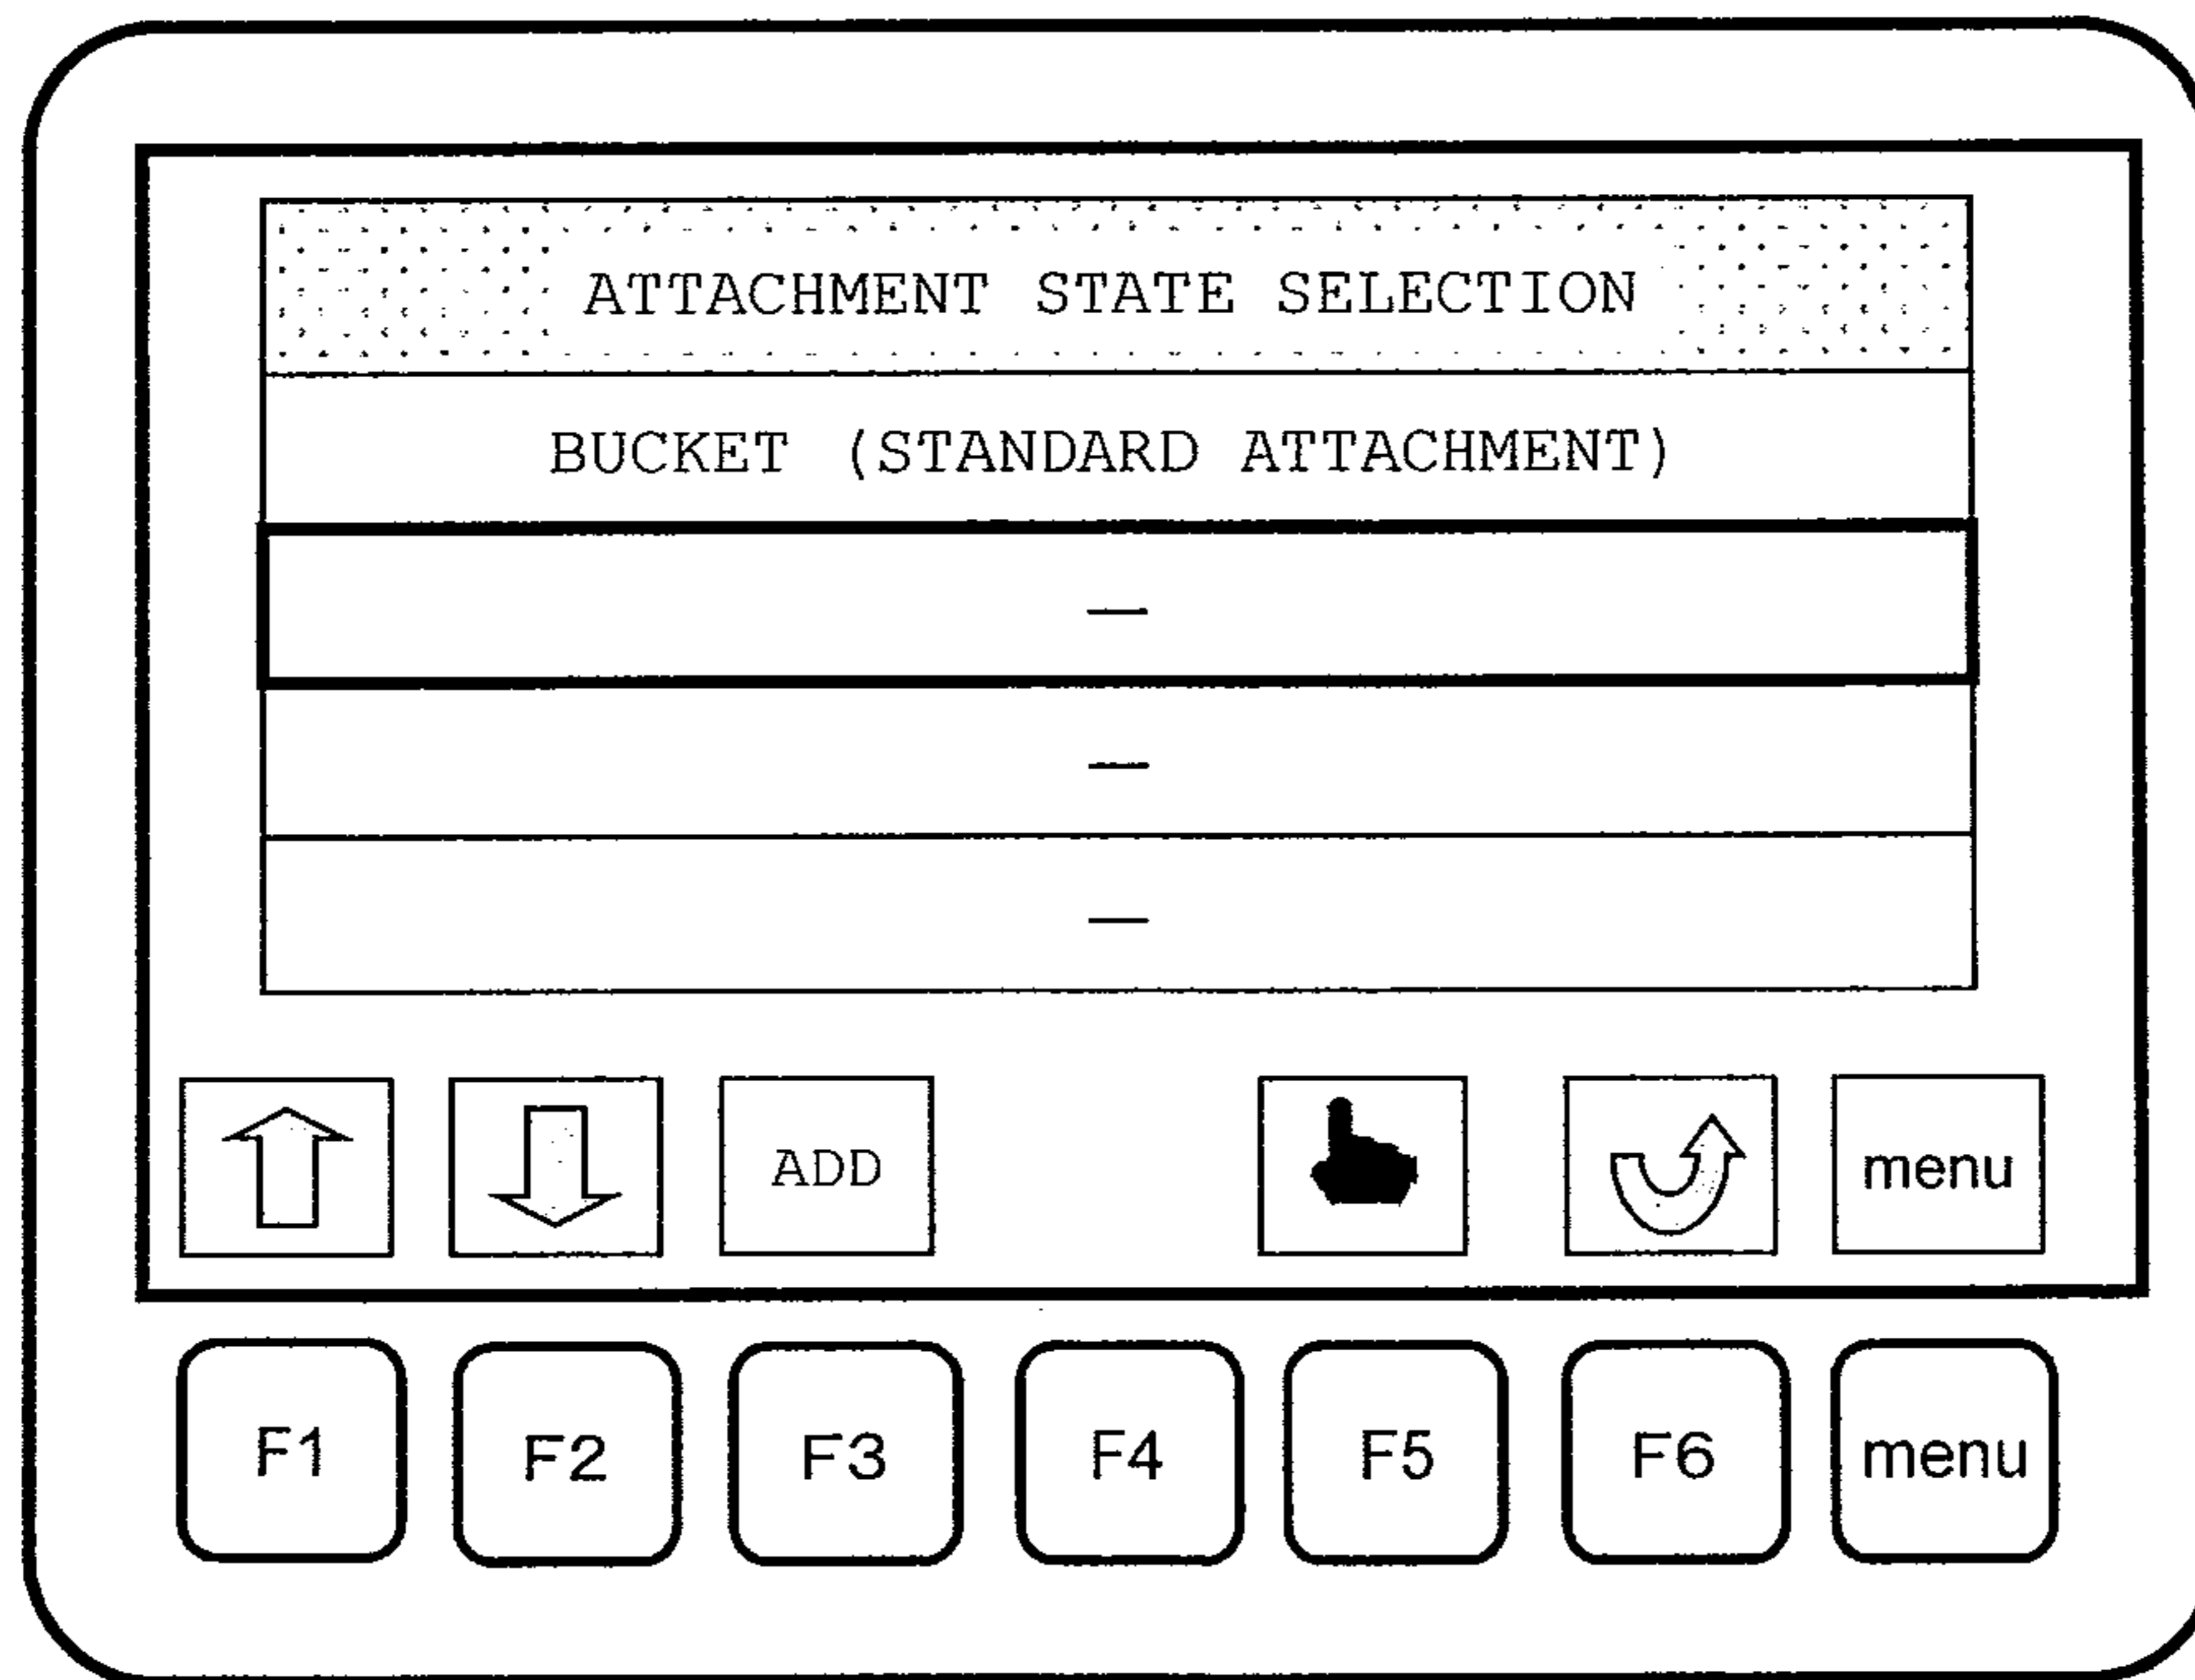 ATTACHMENT STATE SELECTION
BUCKET (STANDARD ATTACHMENT)
—
—
—
ADD menu
F1 F2 F3 F4 F5 F6 menu